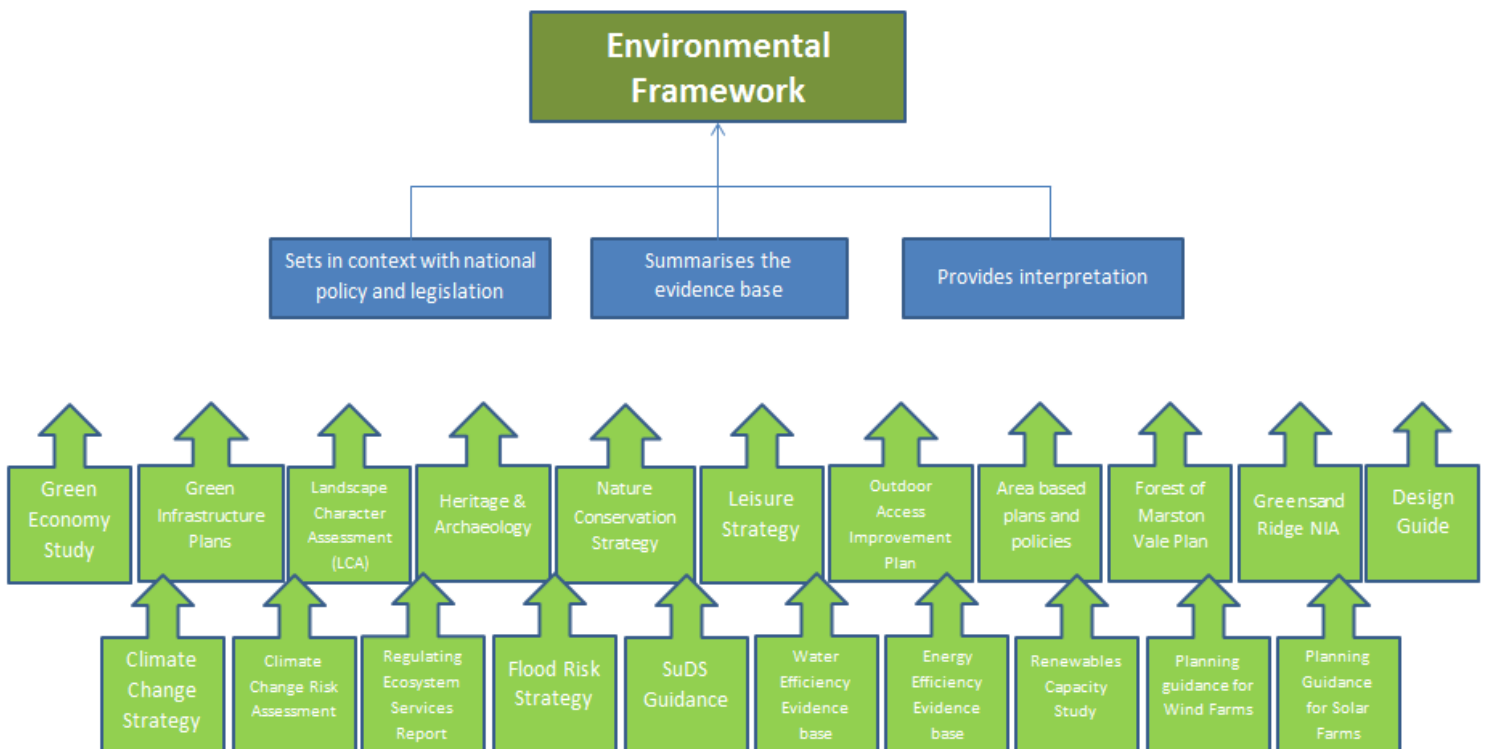 Environmental
Framework
Sets in context with national
policy and legislation
Summarises the
evidence base
Provides interpretation
Green
Economy
Study
Green
Infrastructure
Plans
Landscape
Character
Assessment
(LCA)
Heritage &
Archaeology
Nature
Conservation
Strategy
Leisure
Strategy
Outdoor
Access
Improvement
Plan
Area based
plans and
policies
Forest of
Marston
Vale Plan
Greensand
Ridge NIA
Design
Guide
Climate
Change
Strategy
Climate
Change Risk
Assessment
Regulating
Ecosystem
Services
Report
Flood Risk
Strategy
SuDS
Guidance
Water
Efficiency
Evidence
base
Energy
Efficiency
Evidence
base
Renewables
Capacity
Study
Planning
guidance for
Wind Farms
Planning
Guidance
for Solar
Farms